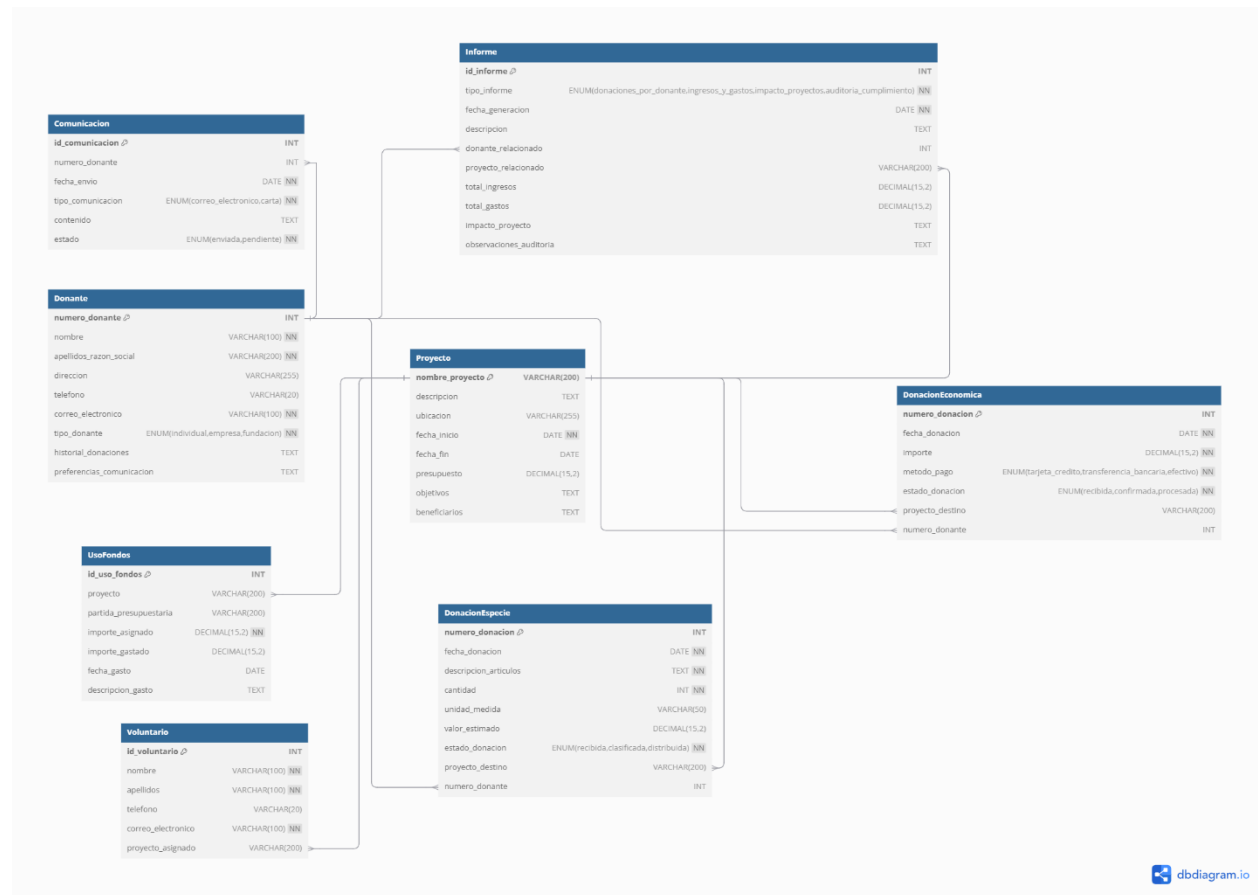 Informe
id_informe INT
tipo_informe ENUM(donaciones_por_donante,ingresos_y_gastos,impacto_proyectos,auditoria_cumplimiento) NN
fecha_generacion DATE NN
descripcion TEXT
donante_relacionado INT
proyecto_relacionado VARCHAR(200)
total_ingresos DECIMAL(15,2)
total_gastos DECIMAL(15,2)
impacto_proyecto TEXT
observaciones_auditoria TEXT
Comunicacion
id_comunicacion INT
numero_donante INT
fecha_envio DATE NN
tipo_comunicacion ENUM(correo_electronico,carta) NN
contenido TEXT
estado ENUM(enviada,pendiente) NN
Donante
numero_donante INT
nombre VARCHAR(100) NN
apellidos_razon_social VARCHAR(200) NN
direccion VARCHAR(255)
telefono VARCHAR(20)
correo_electronico VARCHAR(100) NN
tipo_donante ENUM(individual,empresa,fundacion) NN
historial_donaciones TEXT
preferencias_comunicacion TEXT
Proyecto
nombre_proyecto VARCHAR(200)
descripcion TEXT
ubicacion VARCHAR(255)
fecha_inicio DATE NN
fecha_fin DATE
presupuesto DECIMAL(15,2)
objetivos TEXT
beneficiarios TEXT
DonacionEconomica
numero_donacion INT
fecha_donacion DATE NN
importe DECIMAL(15,2) NN
metodo_pago ENUM(tarjeta_credito,transferencia_bancaria,efectivo) NN
estado_donacion ENUM(recibida,confirmada,procesada) NN
proyecto_destino VARCHAR(200)
numero_donante INT
UsoFondos
id_uso_fondos INT
proyecto VARCHAR(200)
partida_presupuestaria VARCHAR(200)
importe_asignado DECIMAL(15,2) NN
importe_gastado DECIMAL(15,2)
fecha_gasto DATE
descripcion_gasto TEXT
DonacionEspecie
numero_donacion INT
fecha_donacion DATE NN
descripcion_articulos TEXT NN
cantidad INT NN
unidad_medida VARCHAR(50)
valor_estimado DECIMAL(15,2)
estado_donacion ENUM(recibida,clasificada,distribuida) NN
proyecto_destino VARCHAR(200)
numero_donante INT
Voluntario
id_voluntario INT
nombre VARCHAR(100) NN
apellidos VARCHAR(100) NN
telefono VARCHAR(20)
correo_electronico VARCHAR(100) NN
proyecto_asignado VARCHAR(200)
dbdiagram.io